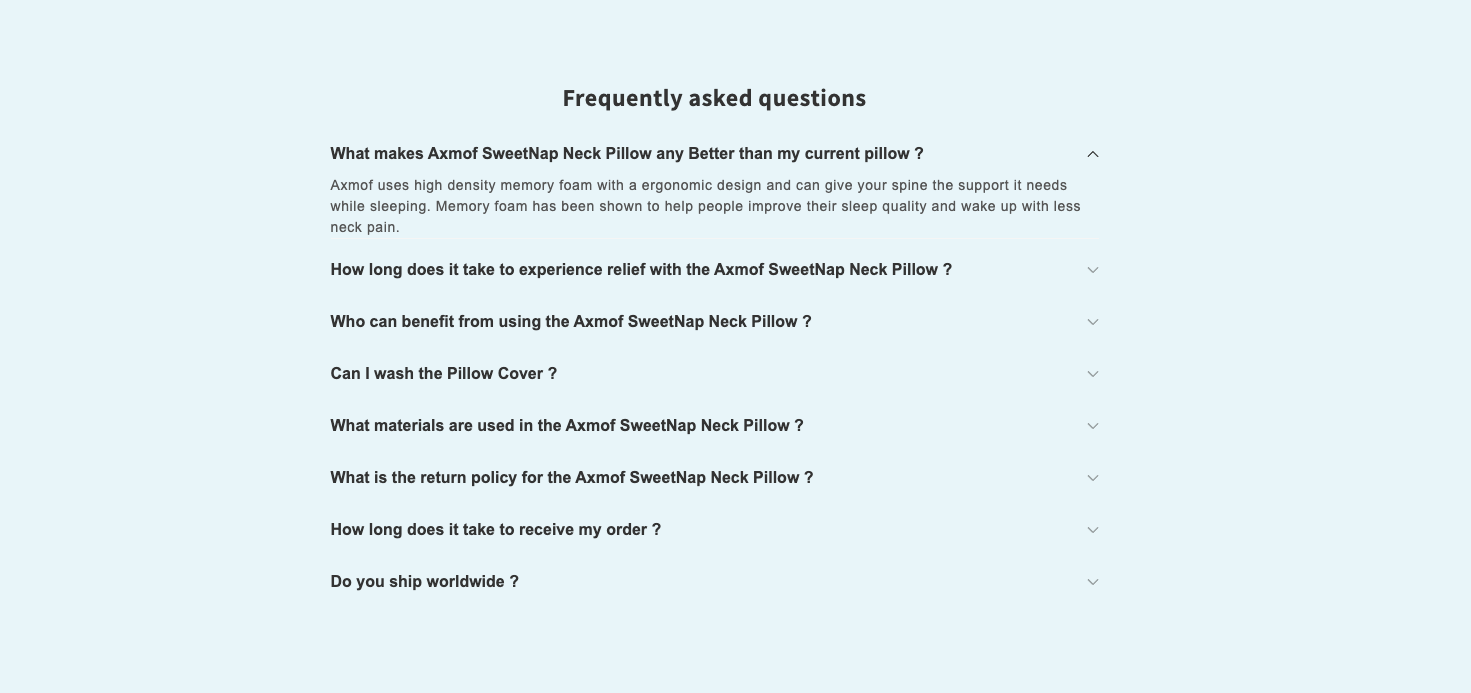 Frequently asked questions
What makes Axmof SweetNap Neck Pillow any Better than my current pillow ?
Axmof uses high density memory foam with a ergonomic design and can give your spine the support it needs
while sleeping. Memory foam has been shown to help people improve their sleep quality and wake up with less
neck pain.
How long does it take to experience relief with the Axmof SweetNap Neck Pillow ?
Who can benefit from using the Axmof SweetNap Neck Pillow ?
Can I wash the Pillow Cover ?
What materials are used in the Axmof SweetNap Neck Pillow ?
What is the return policy for the Axmof SweetNap Neck Pillow ?
How long does it take to receive my order ?
Do you ship worldwide ?